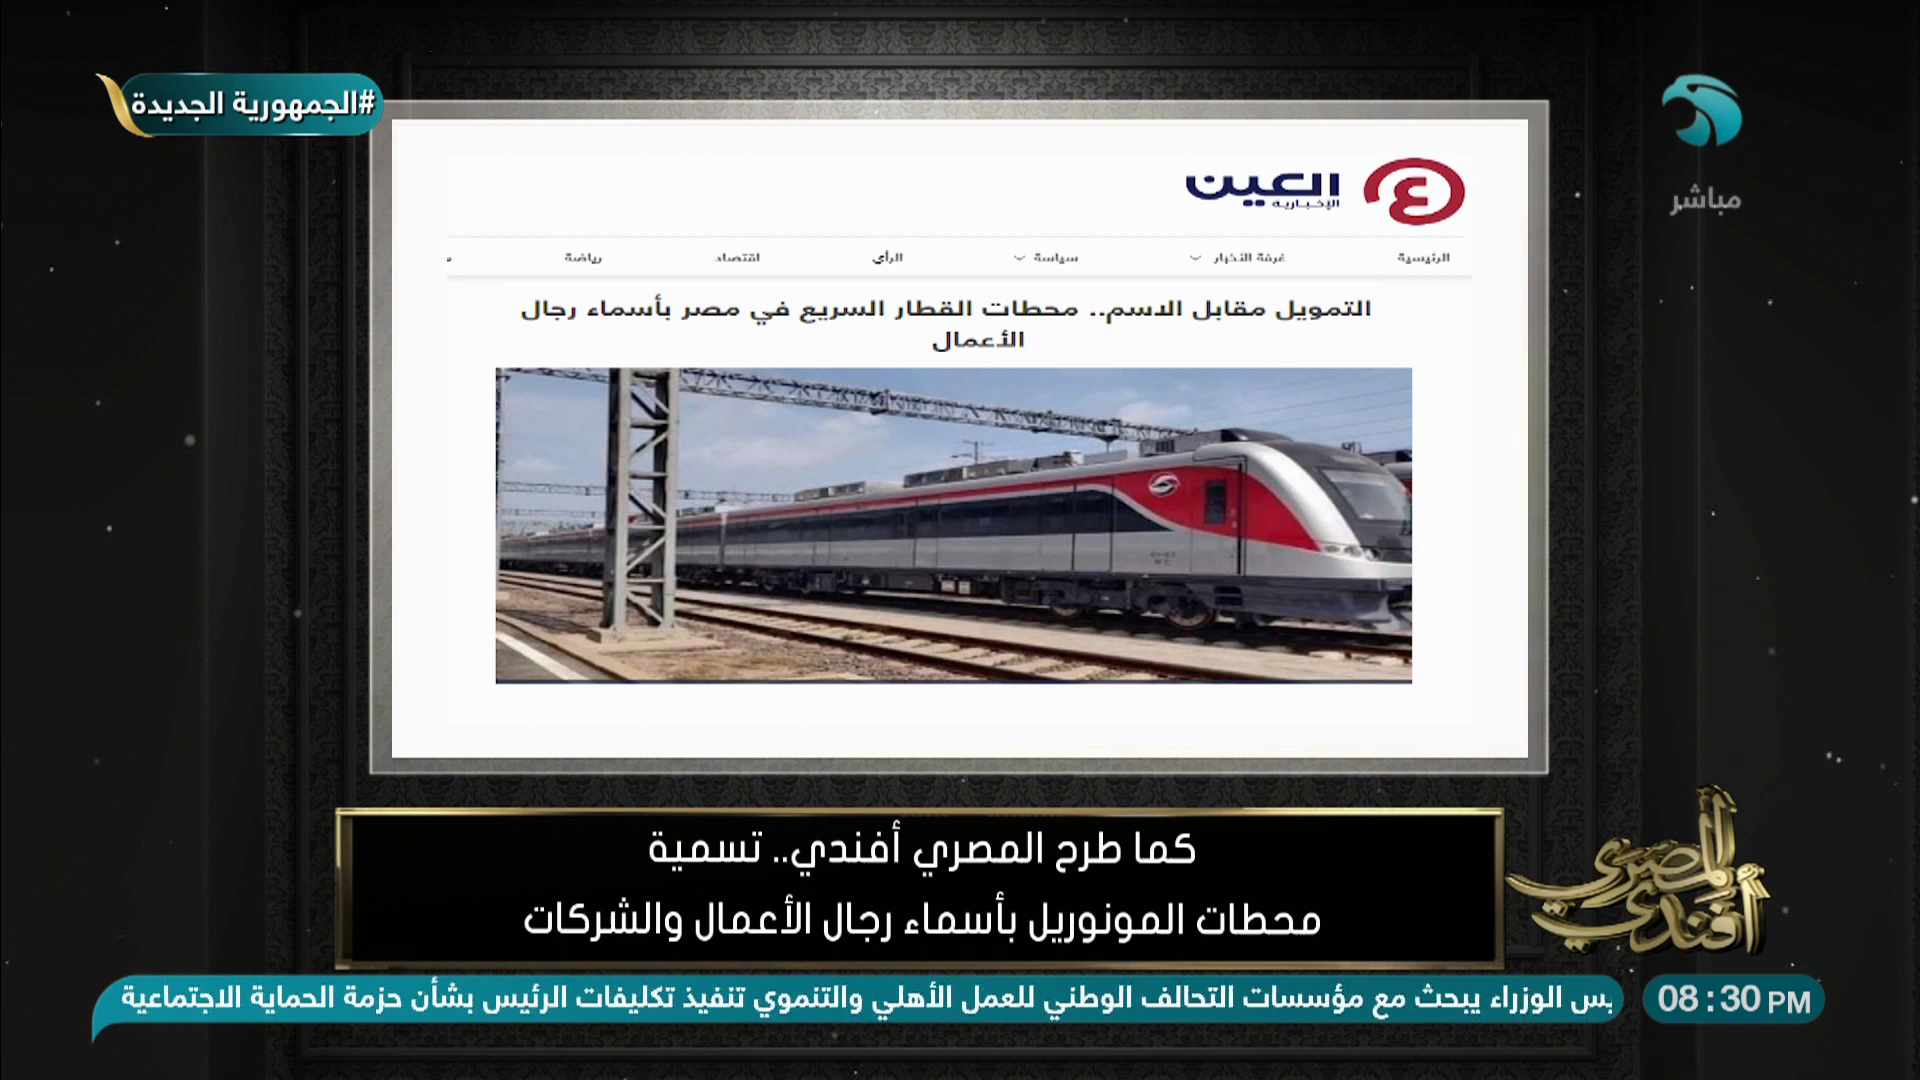 #الجمهورية الجديدة
مباشر
العين
الإخبارية
الرئيسية
غرفة الأخبار
سياسة
الرأى
اقتصاد
رياضة
التمويل مقابل الاسم.. محطات القطار السريع في مصر بأسماء رجال
الأعمال
كما طرح المصري أفندي.. تسمية
محطات المونوريل بأسماء رجال الأعمال والشركات
المصري
أفندي
يس الوزراء يبحث مع مؤسسات التحالف الوطني للعمل الأهلي والتنموي تنفيذ تكليفات الرئيس بشأن حزمة الحماية الاجتماعية
08:30 PM